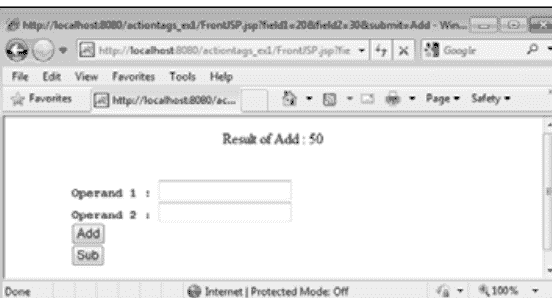 http://localhost:8080/actiontags_ex1/FrontJSP.jsp?field1=20&field2=30&submit=Add - Win...
http://localhost:8080/actiontags_ex1/FrontJSP.jsp?fie
Google
File Edit View Favorites Tools Help
Favorites http://localhost:8080/ac... Page Safety
Result of Add : 50
Operand 1 :
Operand 2 :
Add
Sub
Done Internet | Protected Mode: Off 100%